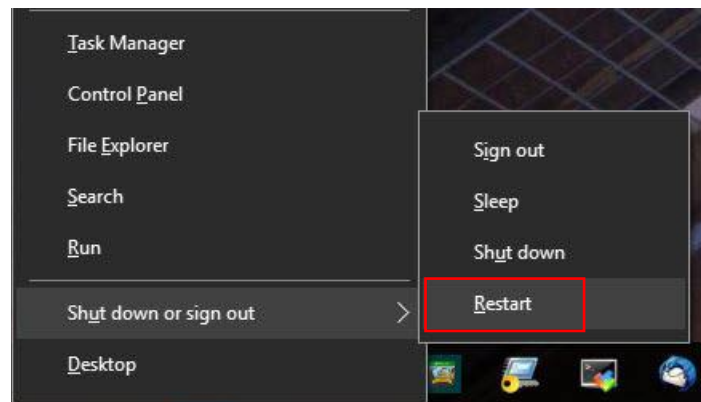 Task Manager
Control Panel
File Explorer
Search
Run
Shut down or sign out
Desktop
Sign out
Sleep
Shut down
Restart